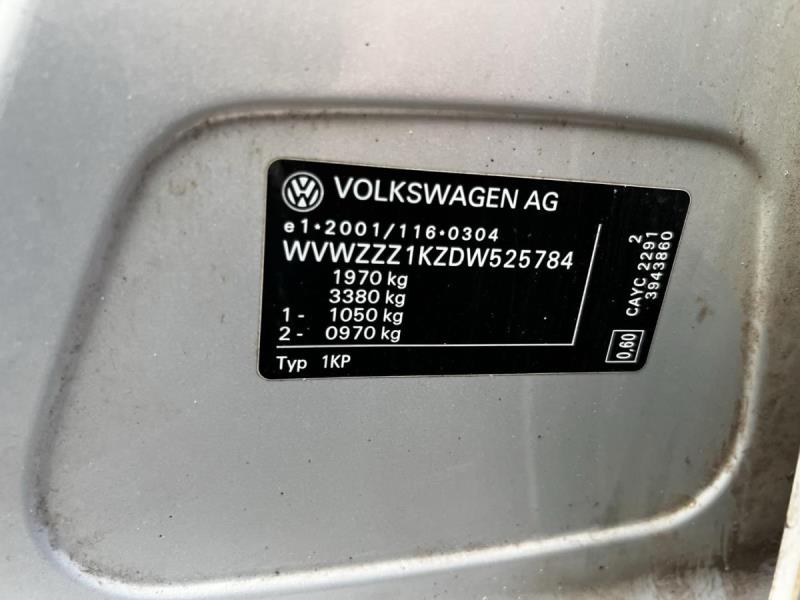 VOLKSWAGEN AG
e1*2001/116*0304
WVWZZZ1KZDW525784
1970 kg
3380 kg
1 - 1050 kg
2 - 0970 kg
Typ 1KP
2
CAYC 2291
3943860
0,60